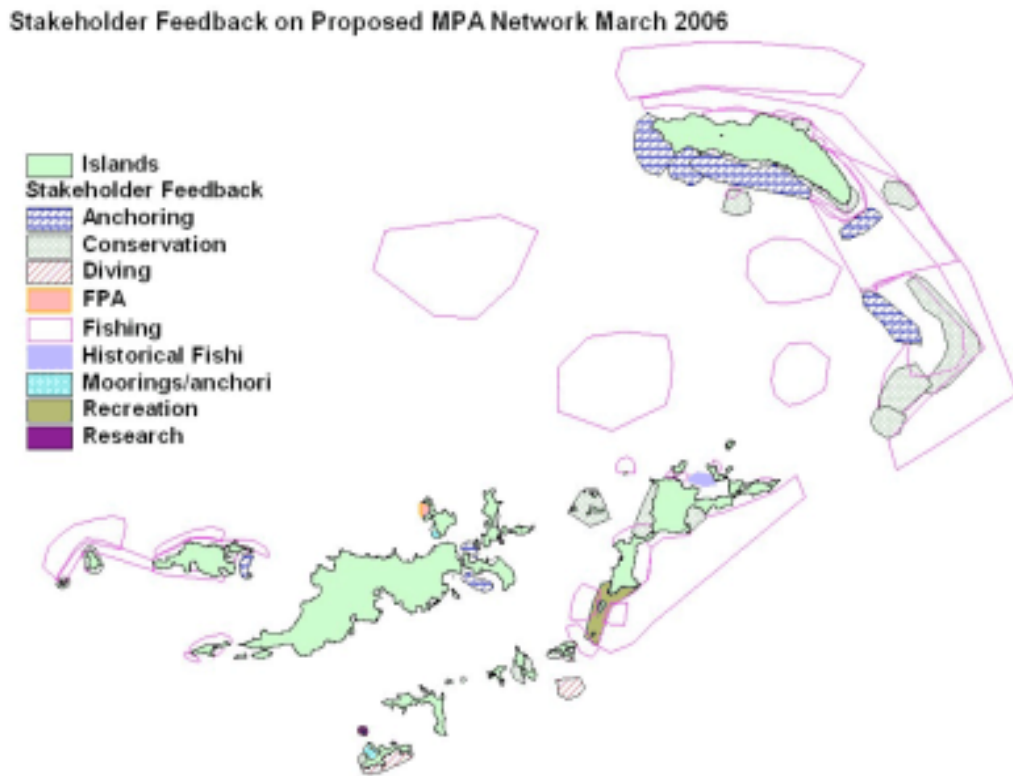 Stakeholder Feedback on Proposed MPA Network March 2006
Islands
Stakeholder Feedback
Anchoring
Conservation
Diving
FPA
Fishing
Historical Fishi
Moorings/anchori
Recreation
Research